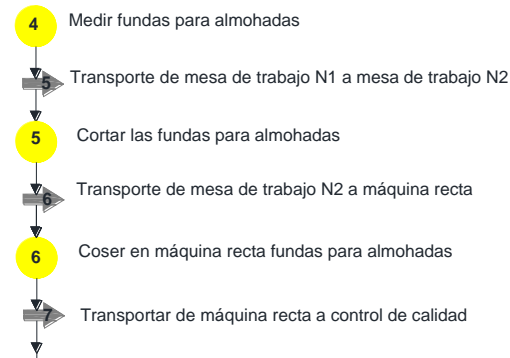 4 Medir fundas para almohadas
5 Transporte de mesa de trabajo N1 a mesa de trabajo N2
5 Cortar las fundas para almohadas
6 Transporte de mesa de trabajo N2 a máquina recta
6 Coser en máquina recta fundas para almohadas
7 Transportar de máquina recta a control de calidad